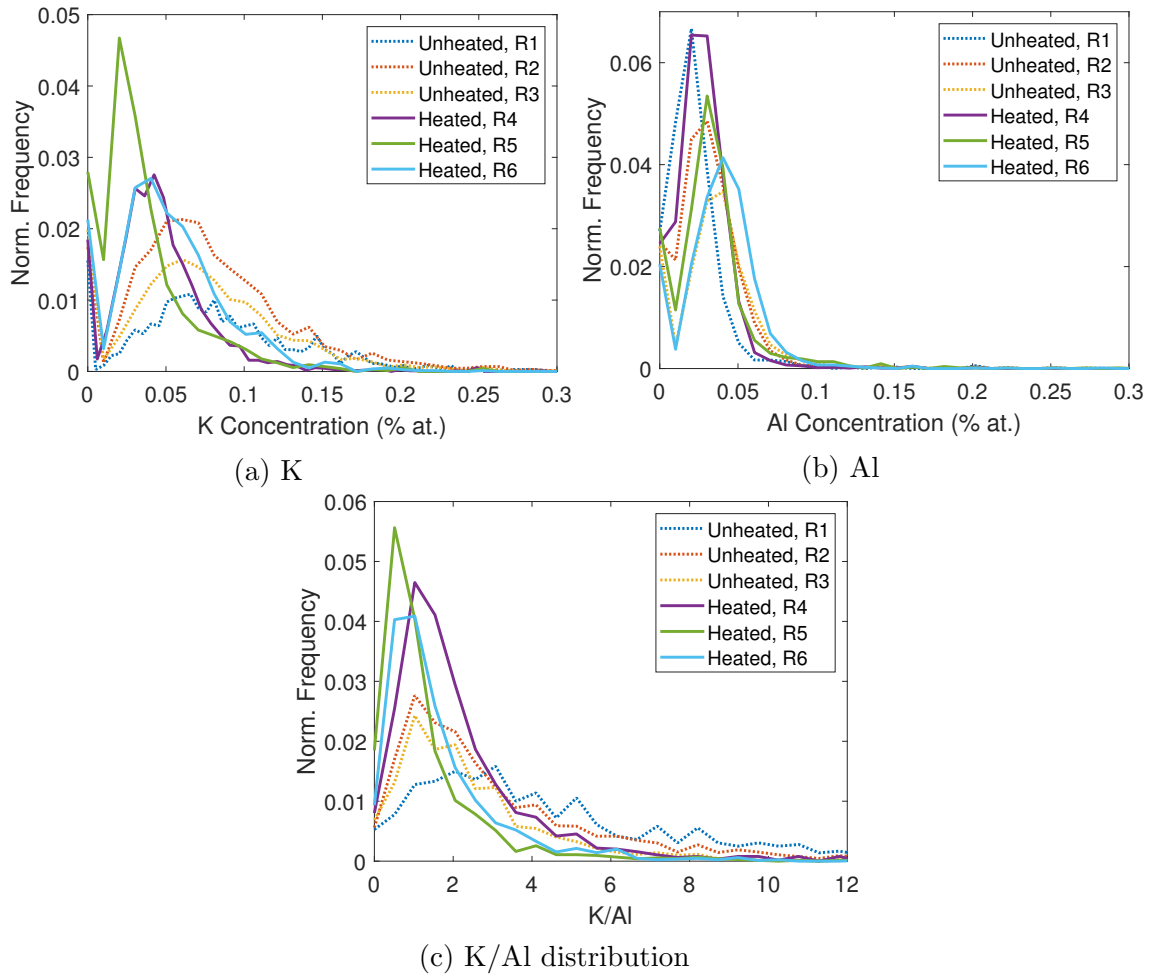 0.05
0.04
0.03
0.02
0.01
0
Norm. Frequency
0
0.05
0.1
0.15
0.2
0.25
0.3
K Concentration (% at.)
Unheated, R1
Unheated, R2
Unheated, R3
Heated, R4
Heated, R5
Heated, R6
(a) K
0.06
0.04
0.02
0
Norm. Frequency
0
0.05
0.1
0.15
0.2
0.25
0.3
Al Concentration (% at.)
Unheated, R1
Unheated, R2
Unheated, R3
Heated, R4
Heated, R5
Heated, R6
(b) Al
0.06
0.05
0.04
0.03
0.02
0.01
0
Norm. Frequency
0
2
4
6
8
10
12
K/Al
Unheated, R1
Unheated, R2
Unheated, R3
Heated, R4
Heated, R5
Heated, R6
(c) K/Al distribution